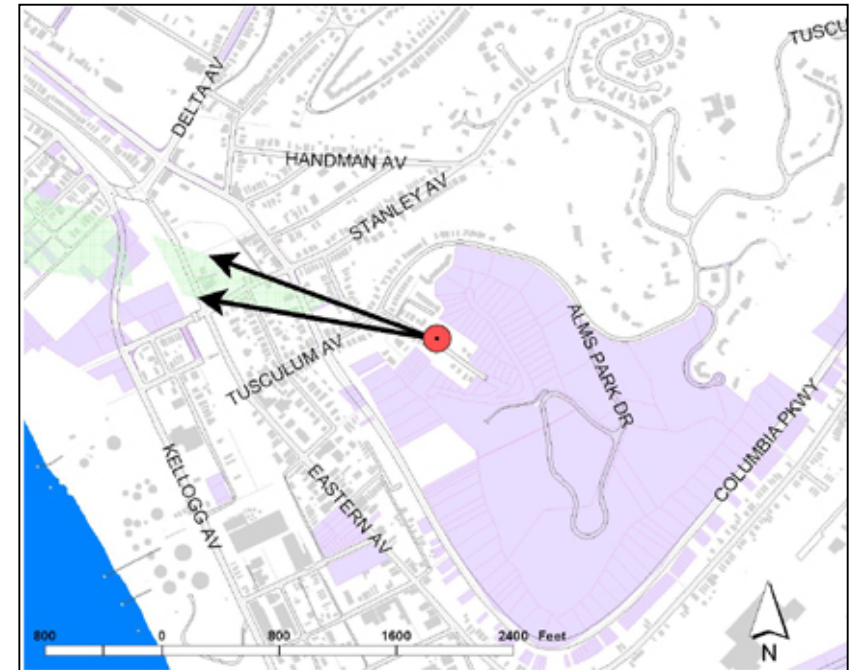 TUSCU
DELTA AV
HANDMAN AV
STANLEY AV
ALMS PARK DR
TUSCULUM AV
COLUMBIA PKWY
KELLOGG AV
EASTERN AV
800 0 800 1600 2400 Feet
N